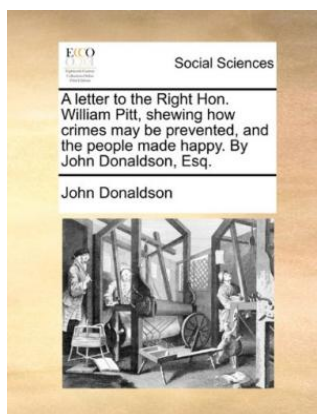 ECCO
Social Sciences
A letter to the Right Hon.
William Pitt, shewing how
crimes may be prevented, and
the people made happy. By
John Donaldson, Esq.
John Donaldson